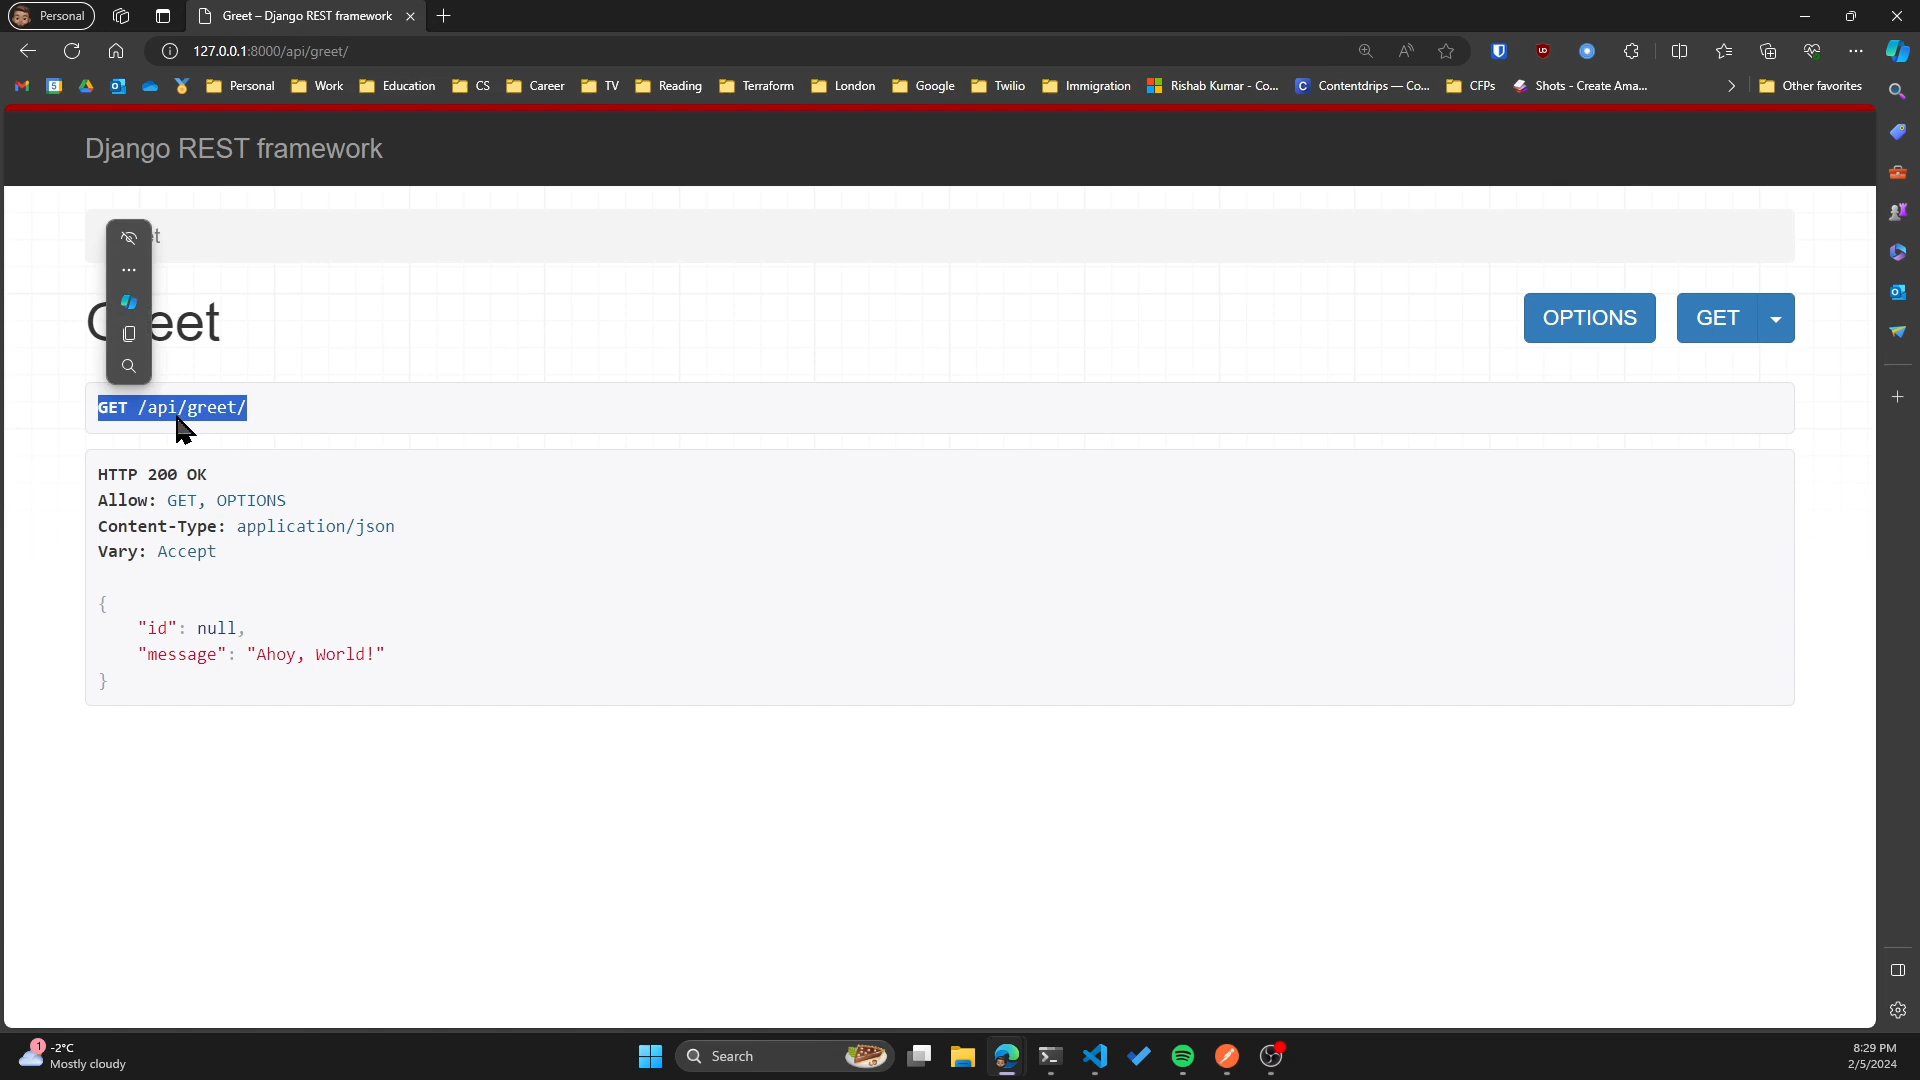 Personal
Greet – Django REST framework
127.0.0.1:8000/api/greet/
Personal Work Education CS Career TV Reading Terraform London Google Twilio Immigration Rishab Kumar - Co... Contentdrips — Co... CFPs Shots - Create Ama... Other favorites
Django REST framework
Greet
OPTIONS GET
GET /api/greet/
HTTP 200 OK
Allow: GET, OPTIONS
Content-Type: application/json
Vary: Accept
{
"id": null,
"message": "Ahoy, World!"
}
1
-2°C
Mostly cloudy
Search
8:29 PM
2/5/2024